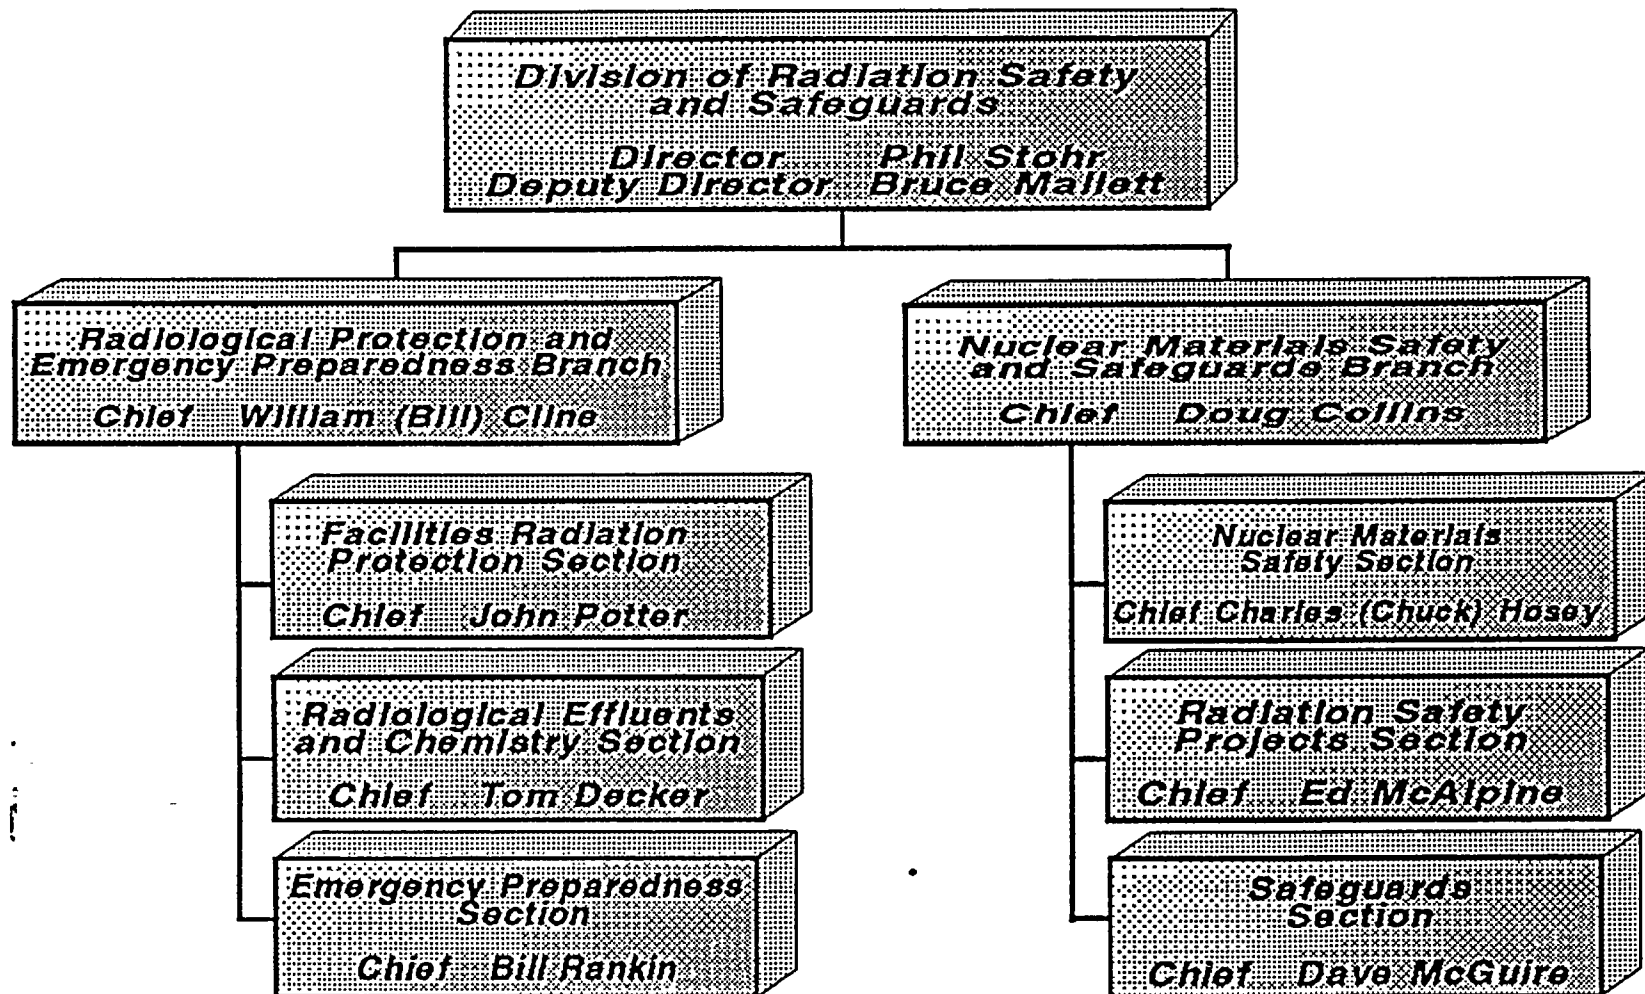 Division of Radiation Safety
and Safeguards
Director Phil Stohr
Deputy Director Bruce Mallett
Radiological Protection and
Emergency Preparedness Branch
Chief William (Bill) Cline
Facilities Radiation
Protection Section
Chief John Potter
Radiological Effluents
and Chemistry Section
Chief Tom Decker
Emergency Preparedness
Section
Chief Bill Rankin
Nuclear Materials Safety
and Safeguards Branch
Chief Doug Collins
Nuclear Materials
Safety Section
Chief Charles (Chuck) Hosey
Radiation Safety
Projects Section
Chief Ed McAlpine
Safeguards
Section
Chief Dave McGuire